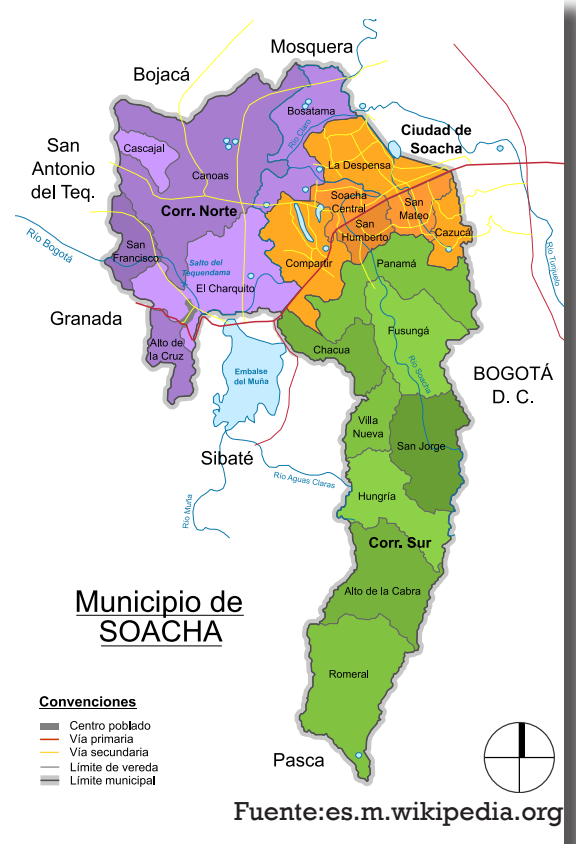 Mosquera
Bojacá
Bosatama
Río Claro
Ciudad de
Soacha
San
Antonio
del Teq.
Cascajal
La Despensa
Canoas
Corr. Norte
Soacha
Central
San
Mateo
San
Humberto
Cazucá
Río Bogotá
San
Francisco
Salto del
Tequendama
El Charquito
Compartir
Panamá
Río Tunjuelo
Granada
Alto de
la Cruz
Chacua
Fusungá
Río Soacha
BOGOTÁ
D. C.
Embalse
del Muña
Villa
Nueva
San Jorge
Sibaté
Río Aguas Claras
Río Muña
Hungría
Corr. Sur
Alto de la Cabra
Municipio de
SOACHA
Romeral
Pasca
Convenciones
Centro poblado
Vía primaria
Vía secundaria
Límite de vereda
Límite municipal
Fuente:es.m.wikipedia.org